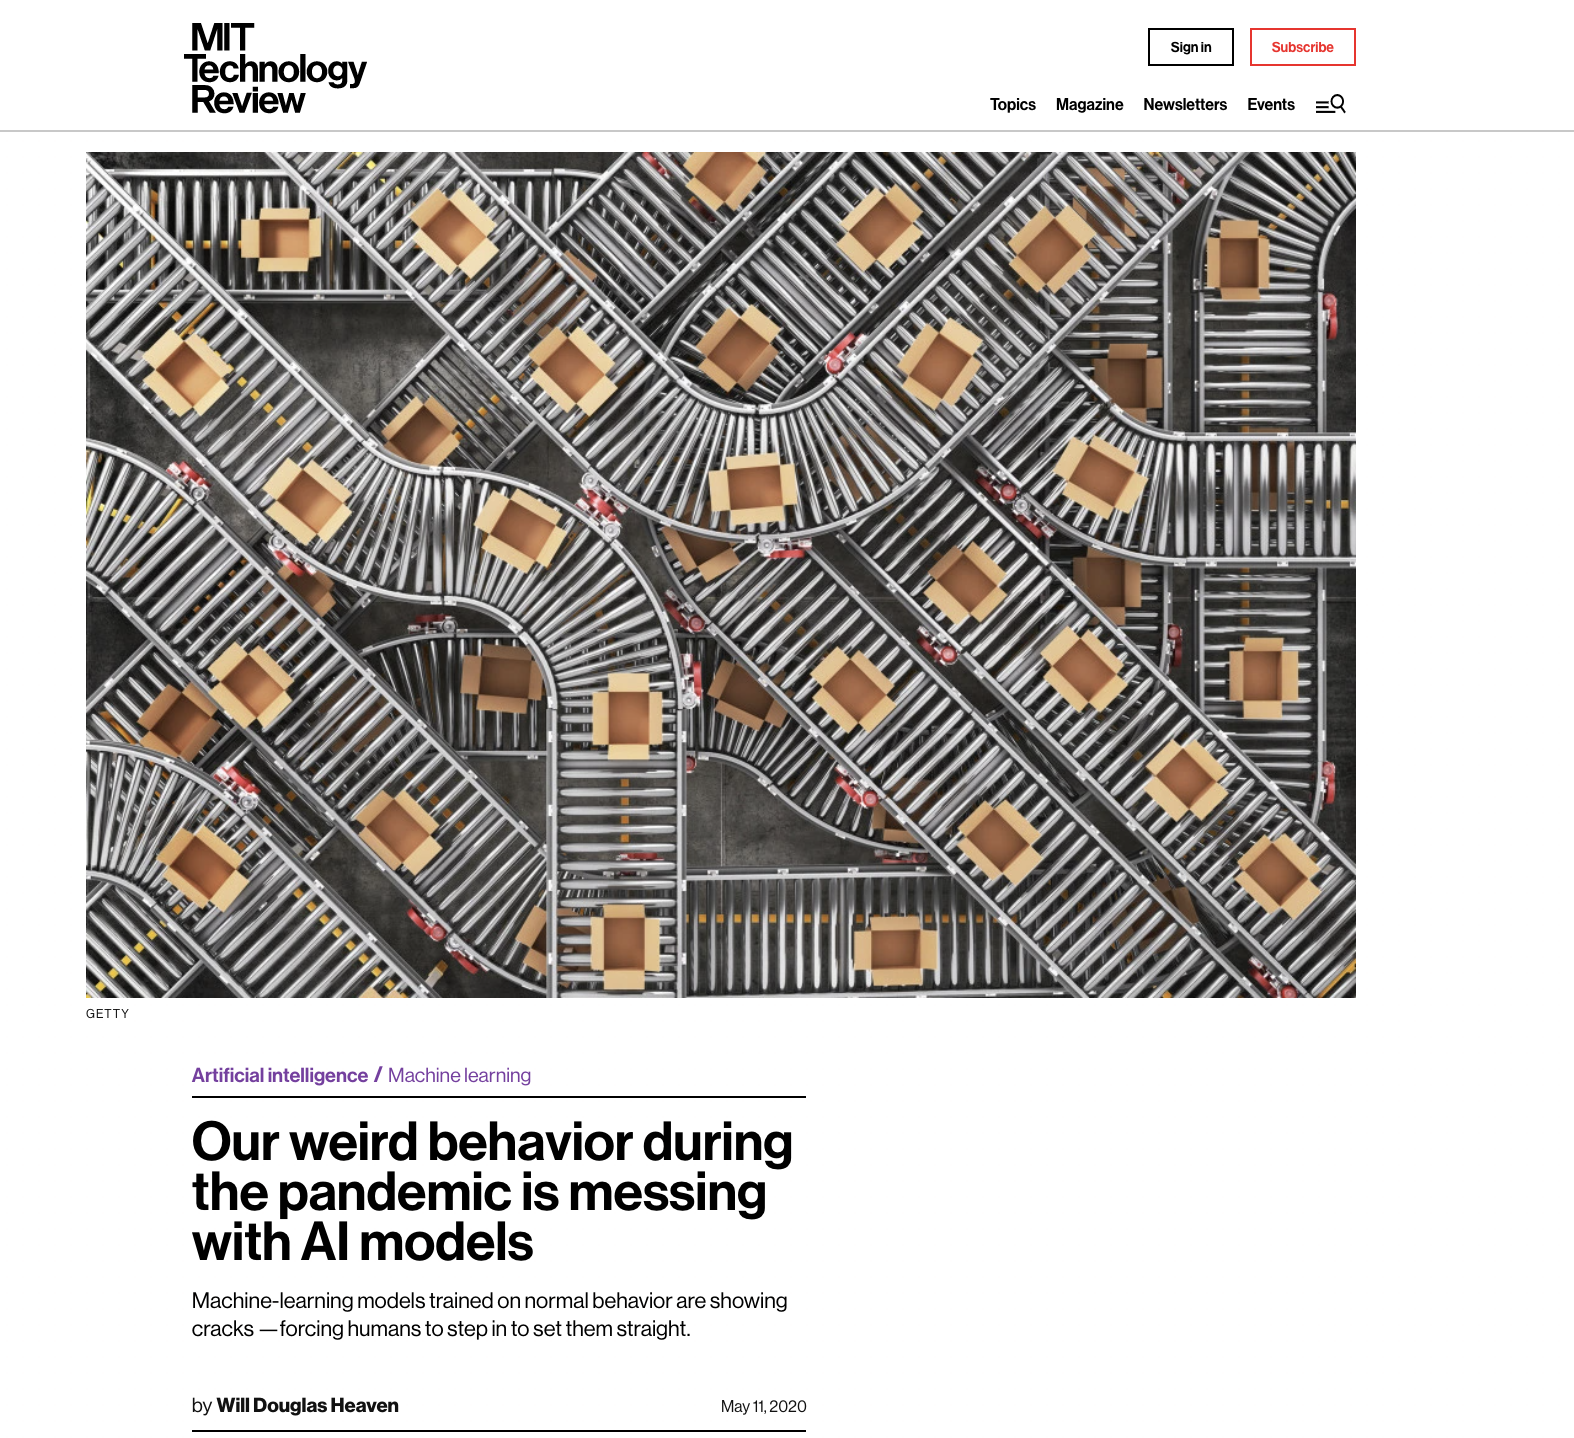 MIT
Technology
Review
Sign in
Subscribe
Topics Magazine Newsletters Events
GETTY
Artificial intelligence / Machine learning
Our weird behavior during
the pandemic is messing
with AI models
Machine-learning models trained on normal behavior are showing
cracks —forcing humans to step in to set them straight.
by Will Douglas Heaven May 11, 2020